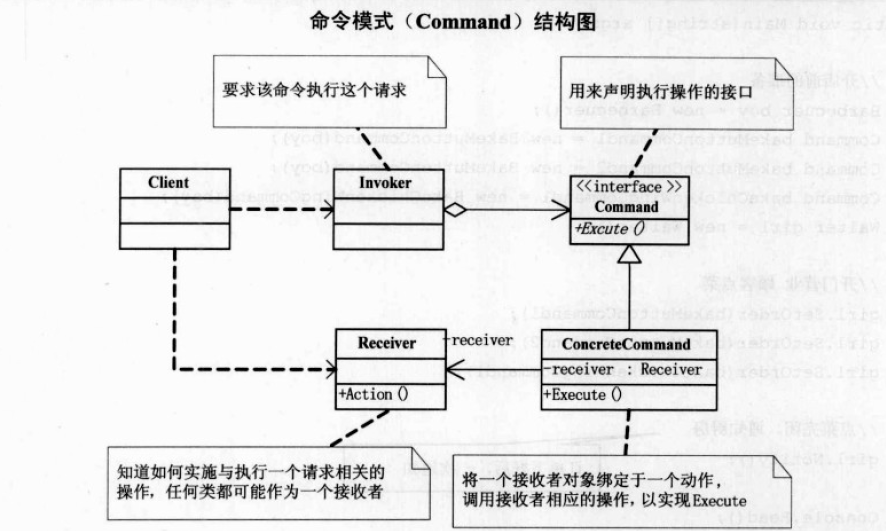 命令模式（Command）结构图
要求该命令执行这个请求
用来声明执行操作的接口
Client
Invoker
<<interface >>
Command
+Excute()
Receiver
-receiver
ConcreteCommand
-receiver : Receiver
+Action()
+Execute()
知道如何实施与执行一个请求相关的
操作，任何类都可能作为一个接收者
将一个接收者对象绑定于一个动作，
调用接收者相应的操作，以实现Execute